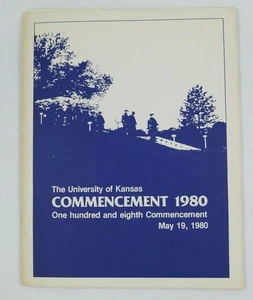 The University of Kansas
COMMENCEMENT 1980
One hundred and eighth Commencement
May 19, 1980